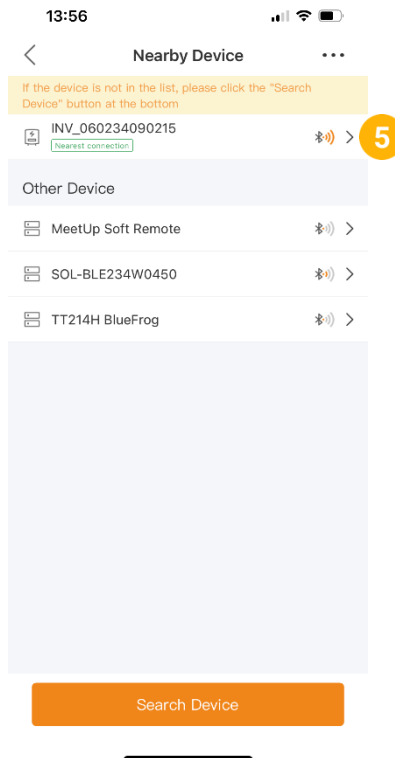 13:56
Nearby Device
If the device is not in the list, please click the "Search
Device" button at the bottom
INV_060234090215
Nearest connection
5
Other Device
MeetUp Soft Remote
SOL-BLE234W0450
TT214H BlueFrog
Search Device